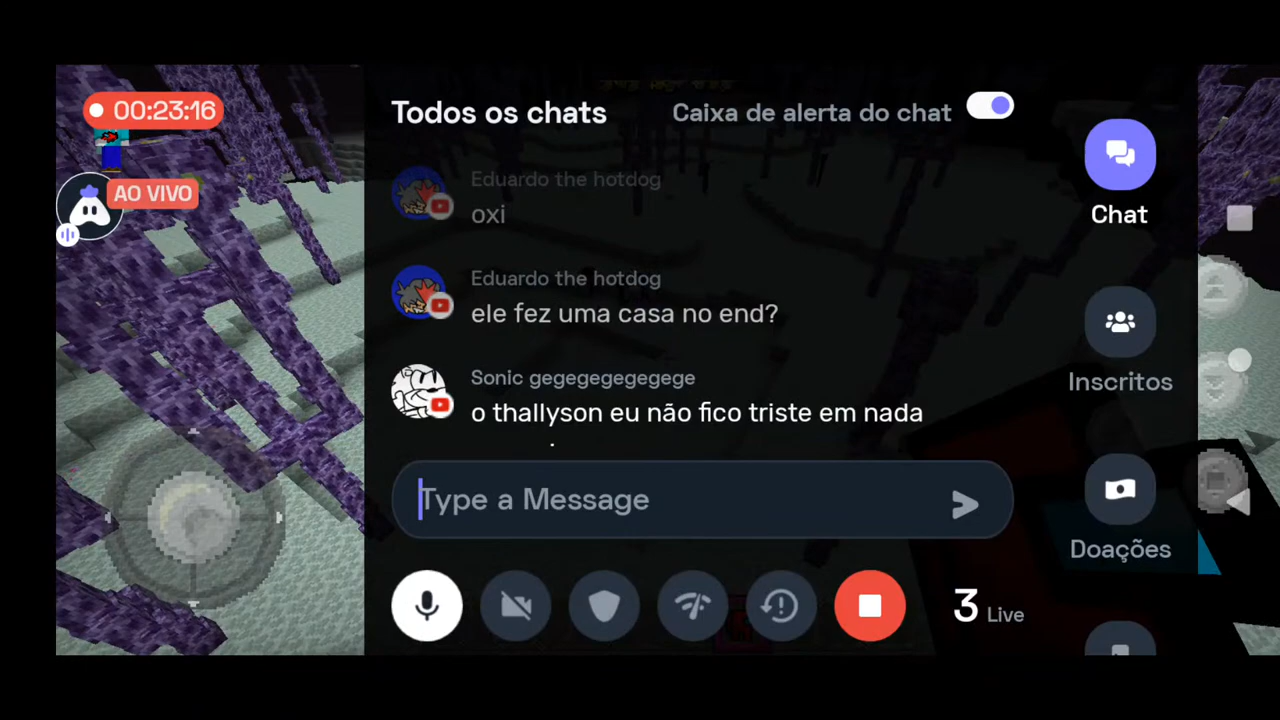 00:23:16
AO VIVO
Todos os chats
Caixa de alerta do chat
Eduardo the hotdog
oxi
Eduardo the hotdog
ele fez uma casa no end?
Sonic gegegegegegege
o thallyson eu não fico triste em nada
Type a Message
3 Live
Chat
Inscritos
Doações